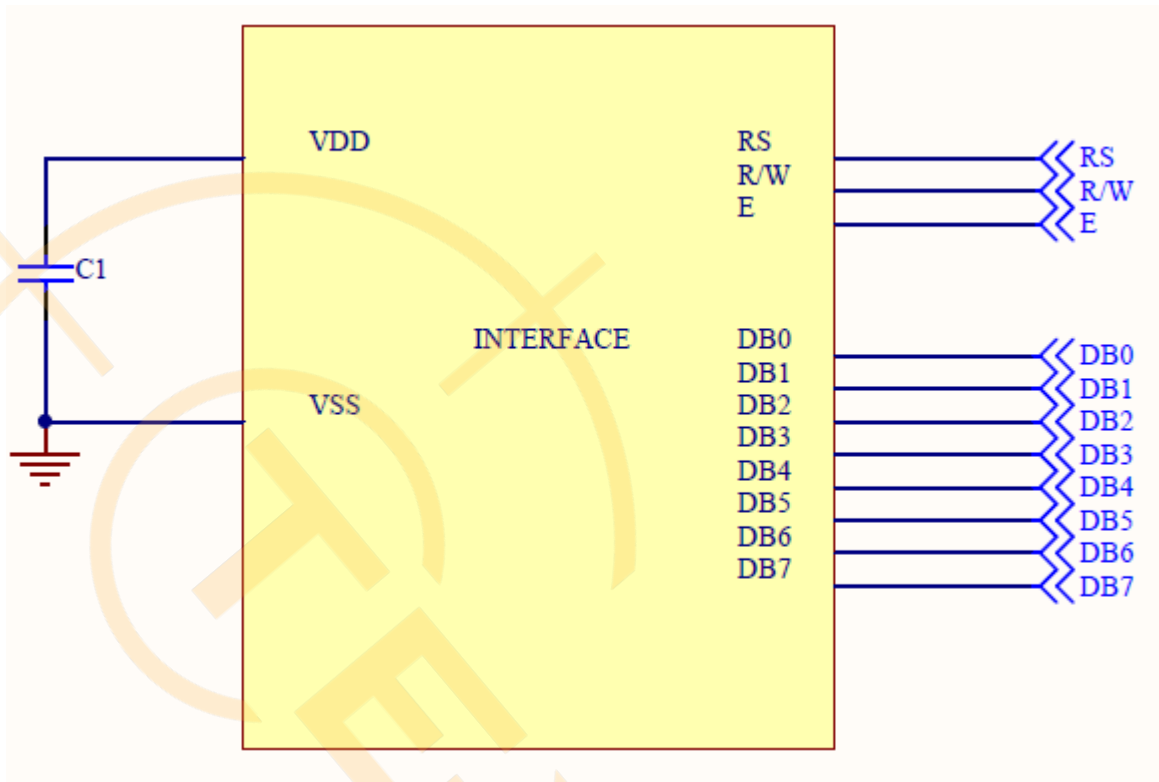 VDD
RS
RS
R/W
R/W
E
E
C1
INTERFACE
DB0
DB0
DB1
DB1
VSS
DB2
DB2
DB3
DB3
DB4
DB4
DB5
DB5
DB6
DB6
DB7
DB7
TE